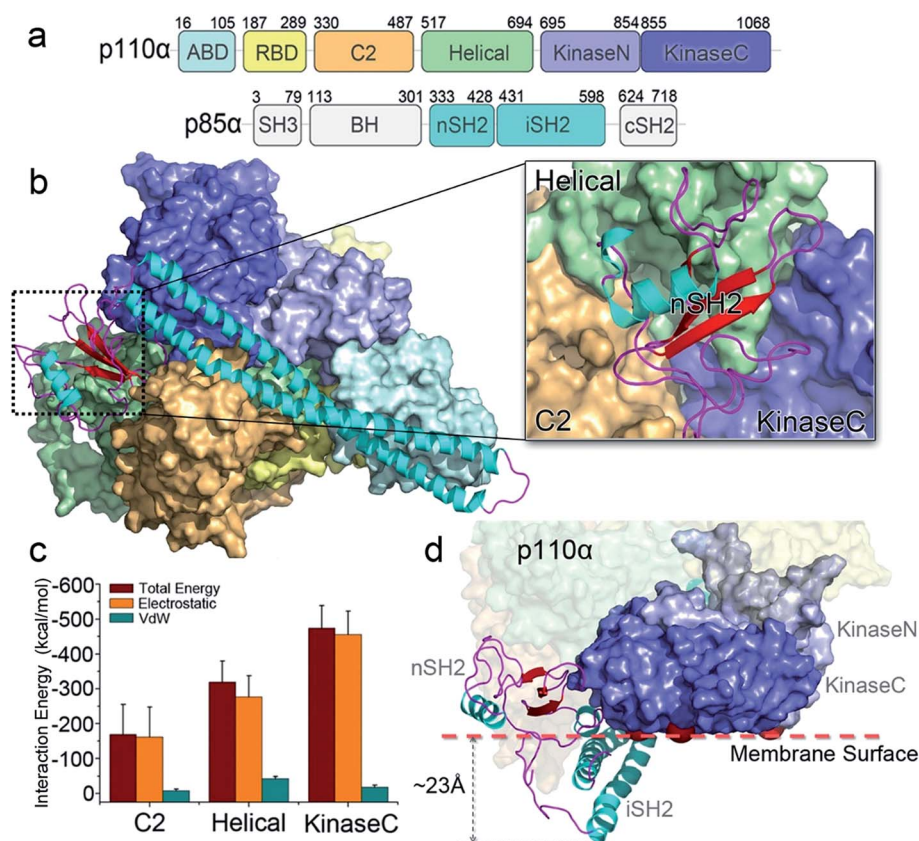 a
16 105 187 289 330 487 517 694 695 854 855 1068
p110α ABD RBD C2 Helical KinaseN KinaseC
3 79 113 301 333 428 431 598 624 718
p85α SH3 BH nSH2 iSH2 cSH2
b
Helical
nSH2
C2 KinaseC
c
Interaction Energy (kcal/mol)
-600
-500
-400
-300
-200
-100
0
Total Energy
Electrostatic
VdW
C2 Helical KinaseC
d
p110α
KinaseN
nSH2
KinaseC
Membrane Surface
~23Å
iSH2